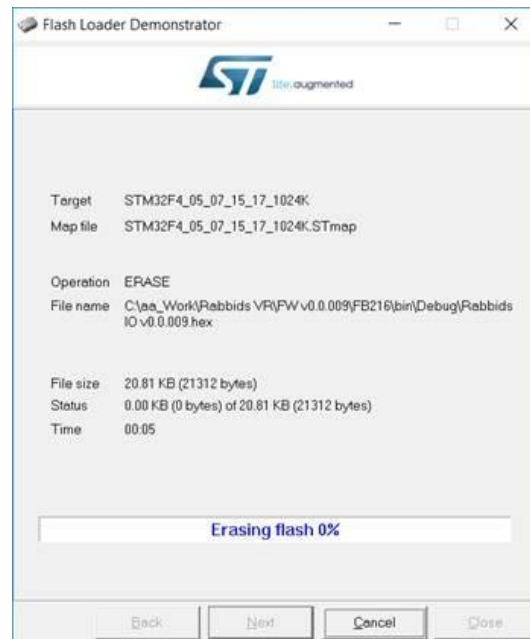 Flash Loader Demonstrator
ST
life.augmented
Target STM32F4_05_07_15_17_1024K
Map file STM32F4_05_07_15_17_1024K.STmap
Operation ERASE
File name C:\aa_Work\Rabbids VR\FW v0.0.009\FB216\bin\Debug\Rabbids
IO v0.0.009.hex
File size 20.81 KB (21312 bytes)
Status 0.00 KB (0 bytes) of 20.81 KB (21312 bytes)
Time 00:05
Erasing flash 0%
Back Next Cancel Close